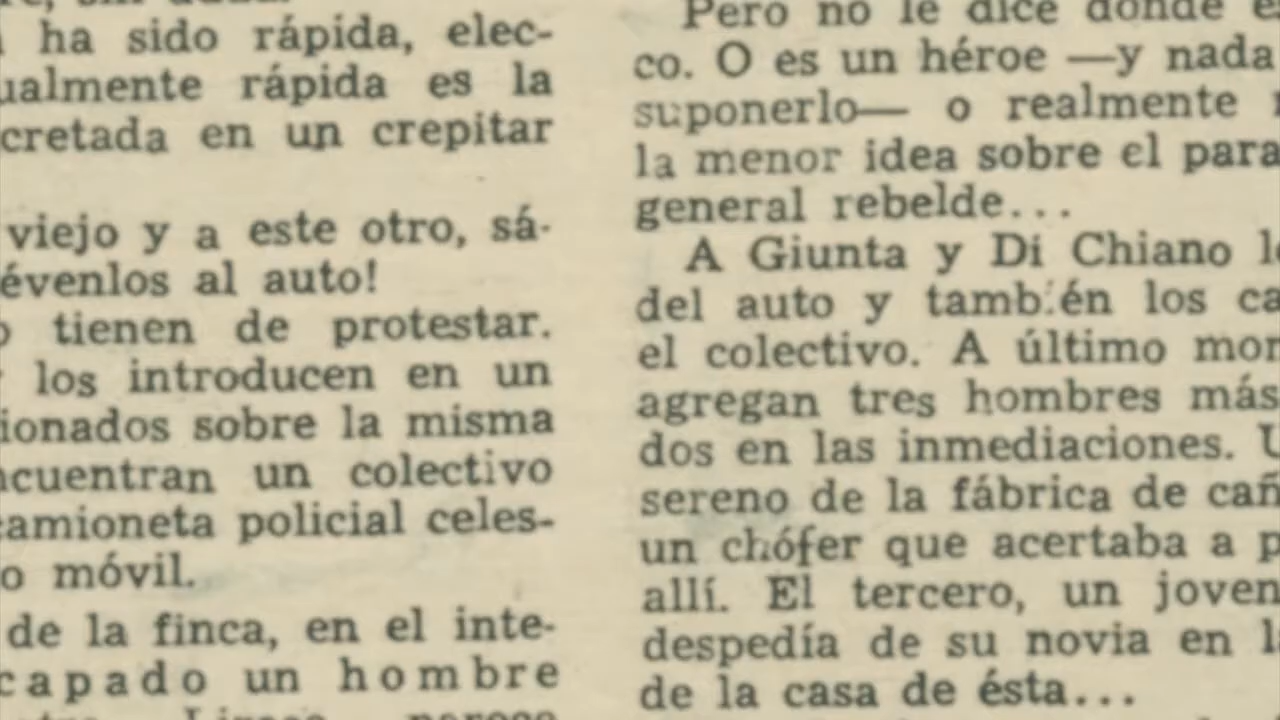 ha sido rápida, elec-
ualmente rápida es la
cretada en un crepitar
viejo y a este otro, sá-
évenlos al auto!
tienen de protestar.
los introducen en un
ionados sobre la misma
ncuentran un colectivo
camioneta policial celes-
o móvil.
de la finca, en el inte-
capado un hombre
Pero no le dice dónde
co. O es un héroe —y nada
suponerlo— o realmente
la menor idea sobre el para
general rebelde...
A Giunta y Di Chiano
del auto y también los ca
el colectivo. A último mom
agregan tres hombres más
dos en las inmediaciones. U
sereno de la fábrica de cañ
un chófer que acertaba a p
allí. El tercero, un joven
despedía de su novia en l
de la casa de ésta...